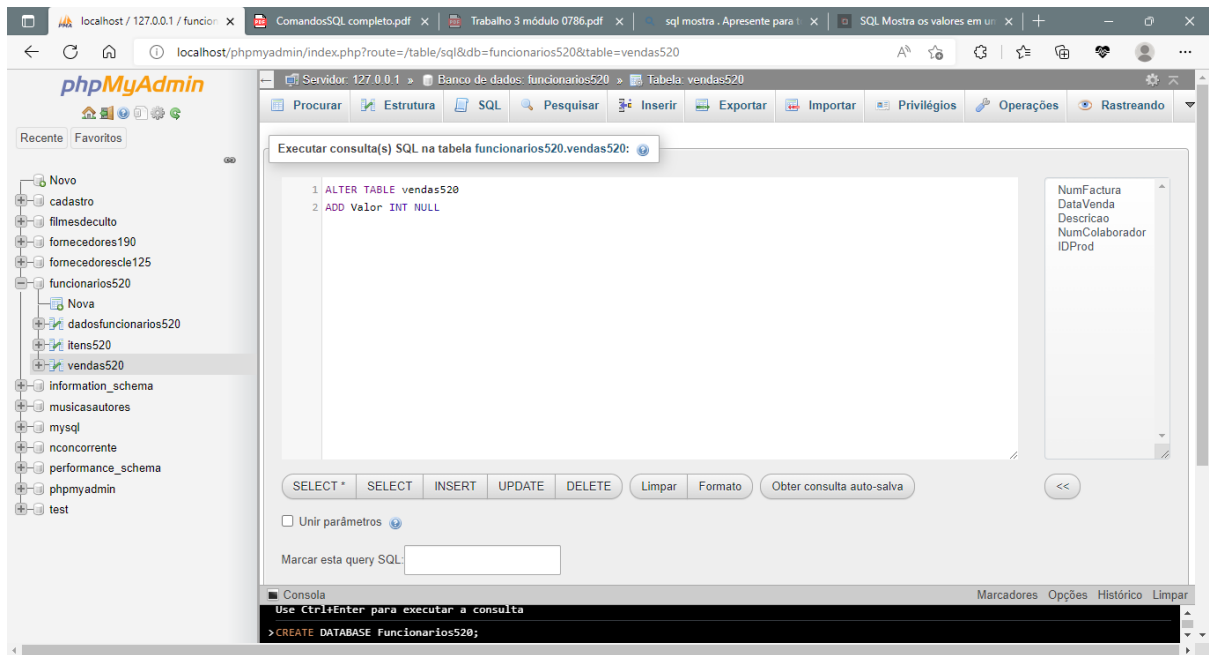 localhost / 127.0.0.1 / funcion
ComandosSQL completo.pdf
Trabalho 3 módulo 0786.pdf
sql mostra . Apresente para t
SQL Mostra os valores em un
localhost/phpmyadmin/index.php?route=/table/sql&db=funcionarios520&table=vendas520
phpMyAdmin
Recente Favoritos
Novo
cadastro
filmesdeculto
fornecedores190
fornecedorescle125
funcionarios520
Nova
dadosfuncionarios520
itens520
vendas520
information_schema
musicasautores
mysql
nconcorrente
performance_schema
phpmyadmin
test
Servidor: 127.0.0.1 » Banco de dados: funcionarios520 » Tabela: vendas520
Procurar Estrutura SQL Pesquisar Inserir Exportar Importar Privilégios Operações Rastreando
Executar consulta(s) SQL na tabela funcionarios520.vendas520:
1 ALTER TABLE vendas520
2 ADD Valor INT NULL
NumFactura
DataVenda
Descricao
NumColaborador
IDProd
SELECT * SELECT INSERT UPDATE DELETE Limpar Formato Obter consulta auto-salva <<
Unir parâmetros
Marcar esta query SQL:
Consola Marcadores Opções Histórico Limpar
Use Ctrl+Enter para executar a consulta
>CREATE DATABASE Funcionarios520;